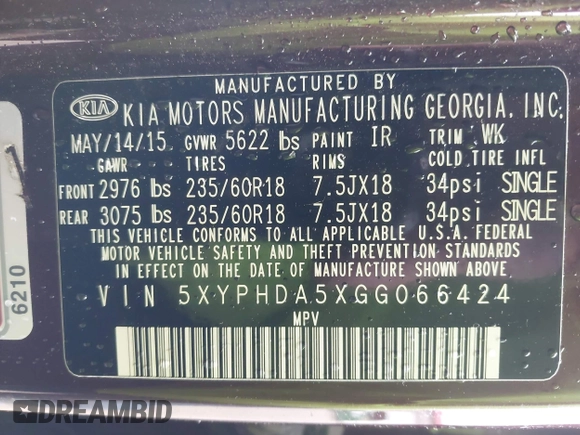 MANUFACTURED BY
KIA KIA MOTORS MANUFACTURING GEORGIA, INC.
MAY/14/15 GVWR 5622 lbs PAINT IR TRIM WK
GAWR TIRES RIMS COLD TIRE INFL
FRONT 2976 lbs 235/60R18 7.5JX18 34psi SINGLE
REAR 3075 lbs 235/60R18 7.5JX18 34psi SINGLE
THIS VEHICLE CONFORMS TO ALL APPLICABLE U.S.A. FEDERAL
MOTOR VEHICLE SAFETY AND THEFT PREVENTION STANDARDS
IN EFFECT ON THE DATE OF MANUFACTURE SHOWN ABOVE.
VIN 5XYPHDA5XGG066424
MPV
6210
DREAMBID